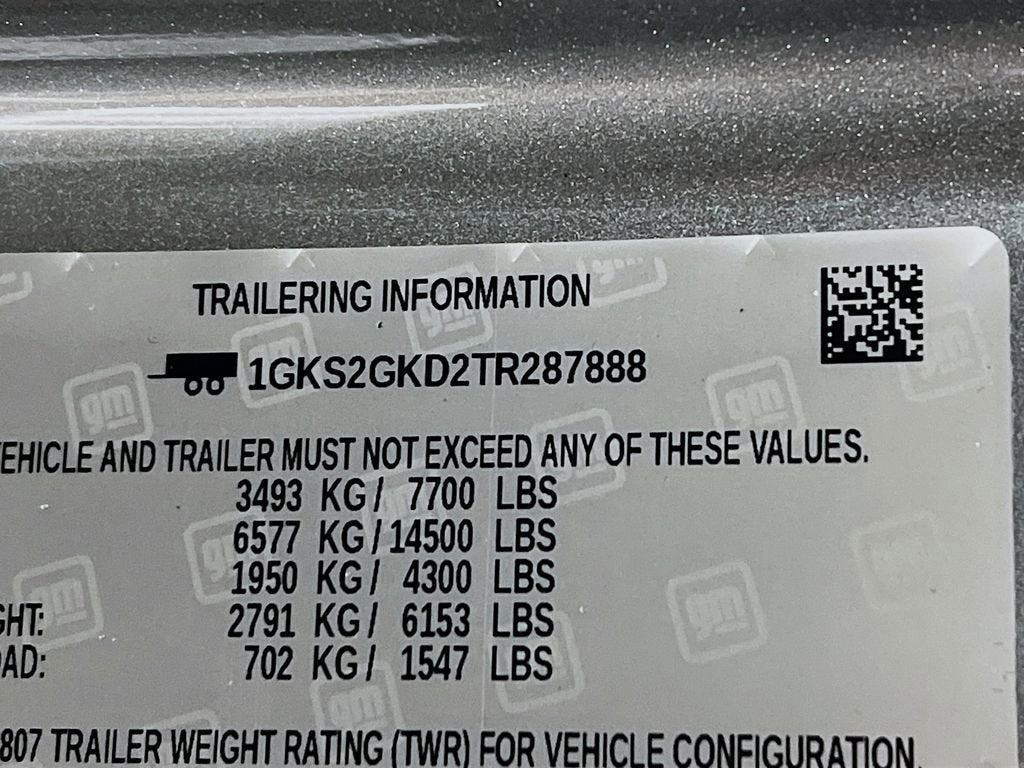 TRAILERING INFORMATION
1GKS2GKD2TR287888
EHICLE AND TRAILER MUST NOT EXCEED ANY OF THESE VALUES.
3493 KG / 7700 LBS
6577 KG / 14500 LBS
1950 KG / 4300 LBS
GHT: 2791 KG / 6153 LBS
OAD: 702 KG / 1547 LBS
807 TRAILER WEIGHT RATING (TWR) FOR VEHICLE CONFIGURATION.